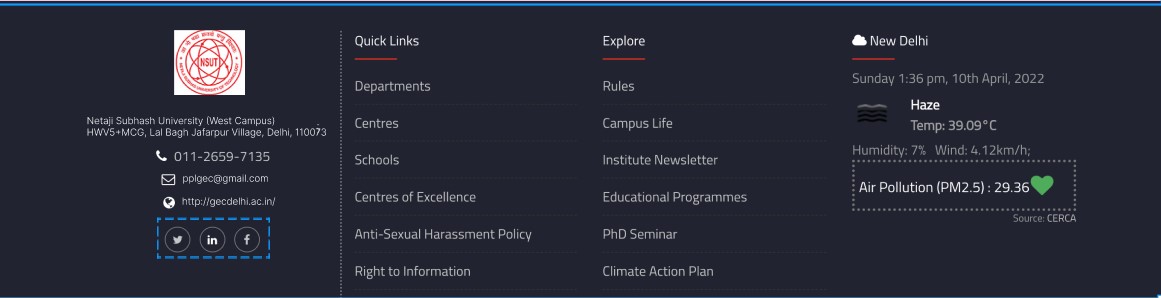 NSUT
Netaji Subhash University (West Campus)
HWV5+MCG, Lal Bagh Jafarpur Village, Delhi, 110073
011-2659-7135
pplgec@gmail.com
http://gecdelhi.ac.in/
Quick Links
Departments
Centres
Schools
Centres of Excellence
Anti-Sexual Harassment Policy
Right to Information
Explore
Rules
Campus Life
Institute Newsletter
Educational Programmes
PhD Seminar
Climate Action Plan
New Delhi
Sunday 1:36 pm, 10th April, 2022
Haze
Temp: 39.09°C
Humidity: 7% Wind: 4.12km/h;
Air Pollution (PM2.5) : 29.36
Source: CERCA